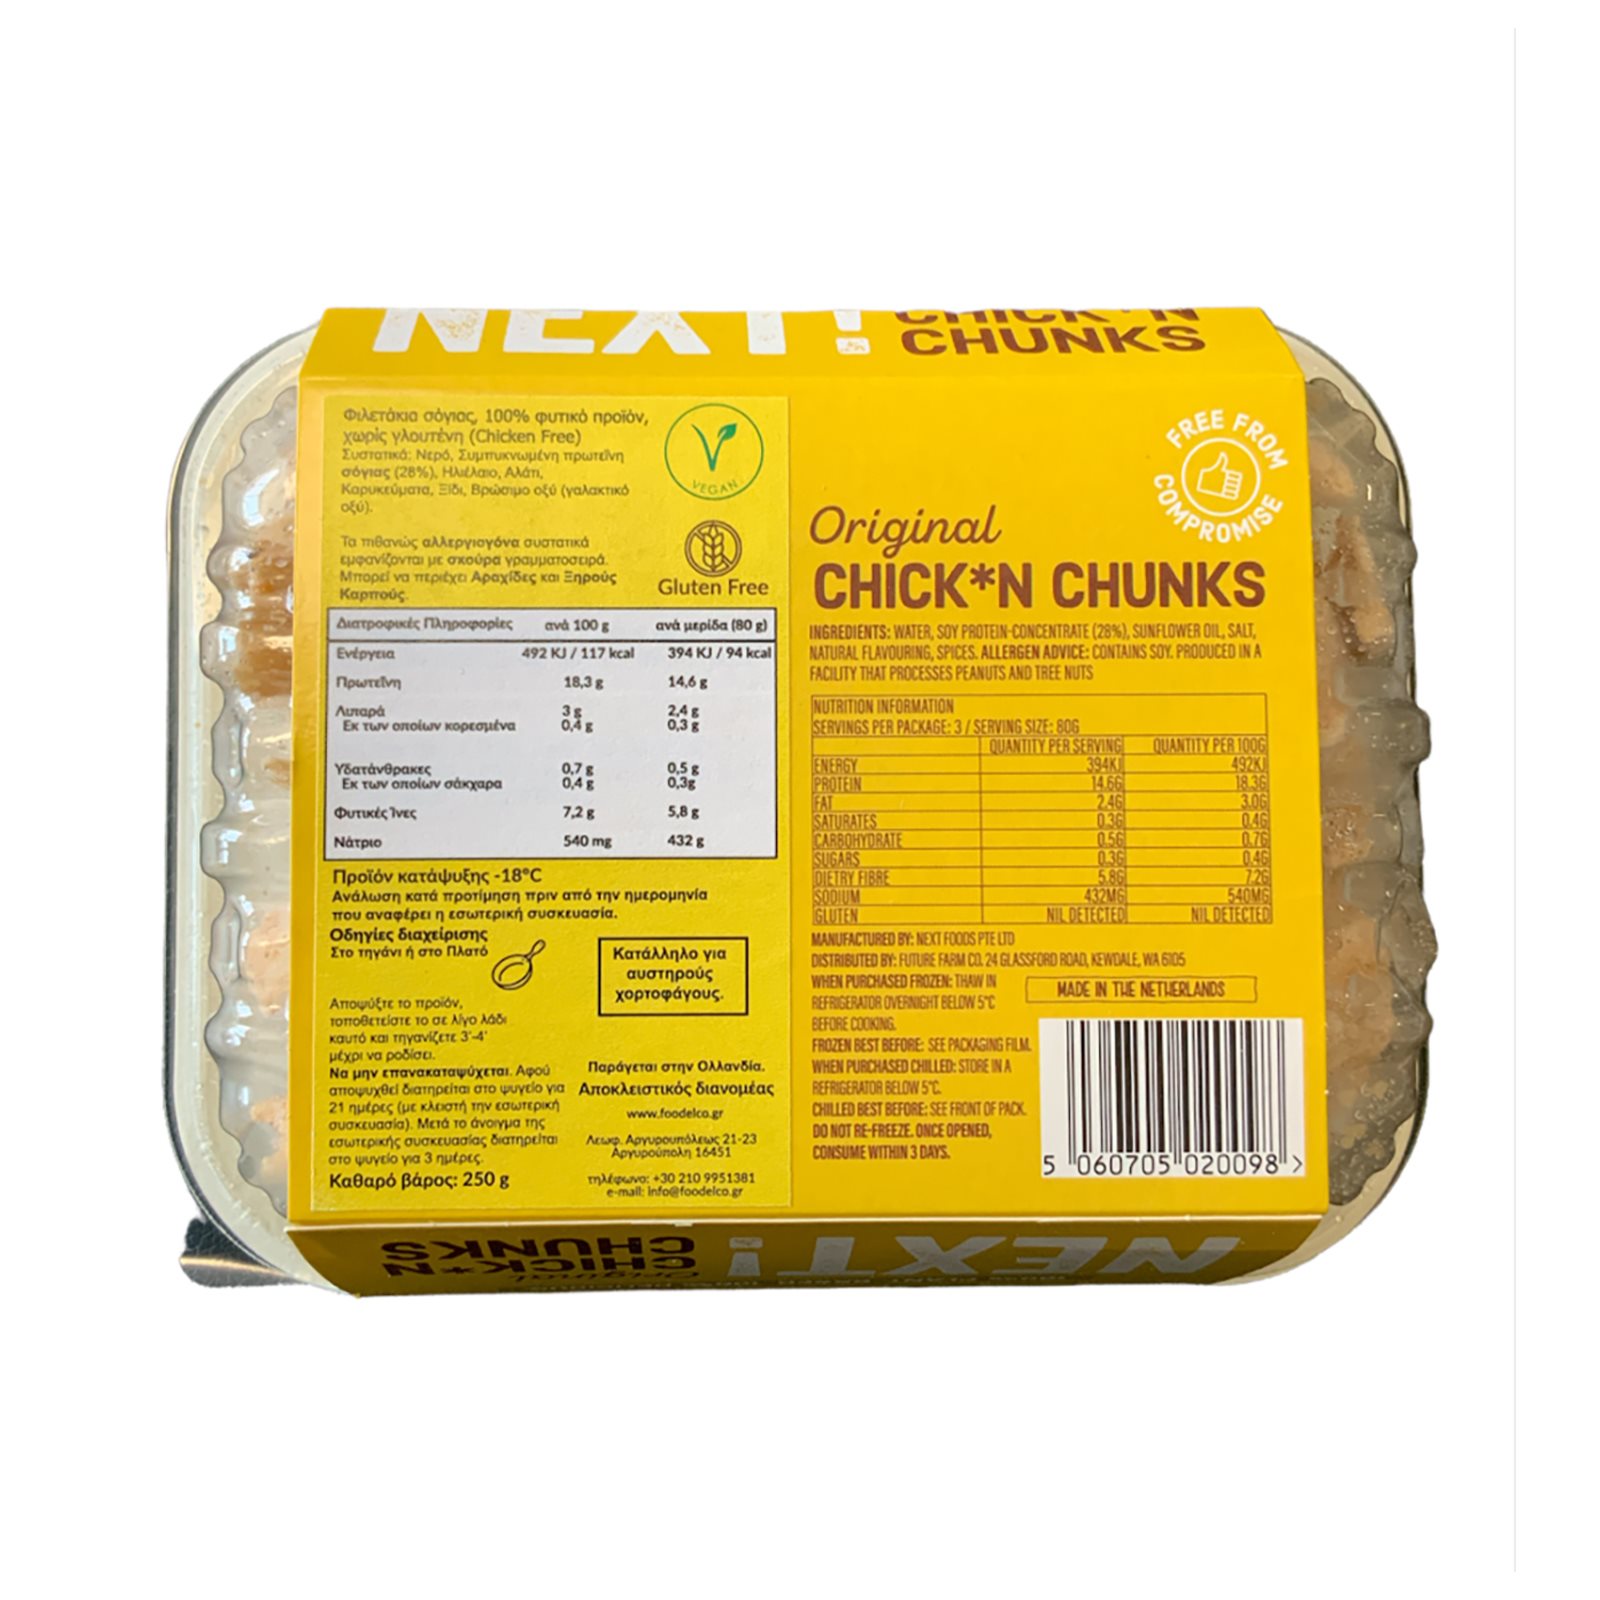 NEXT! CHICK*N
CHUNKS
Φιλετάκια σόγιας, 100% φυτικό προϊόν,
χωρίς γλουτένη (Chicken Free)
Συστατικά: Νερό, Συμπυκνωμένη πρωτεΐνη
σόγιας (28%), Ηλιέλαιο, Αλάτι,
Καρυκεύματα, Ξίδι, Βρώσιμο οξύ (γαλακτικό
οξύ).
VEGAN
Τα πιθανώς αλλεργιογόνα συστατικά
εμφανίζονται με σκούρα γραμματοσειρά.
Μπορεί να περιέχει Αραχίδες και Ξηρούς
Καρπούς.
Gluten Free
Διατροφικές Πληροφορίες ανά 100 g ανά μερίδα (80 g)
Ενέργεια 492 KJ / 117 kcal 394 KJ / 94 kcal
Πρωτεΐνη 18,3 g 14,6 g
Λιπαρά 3 g 2,4 g
Εκ των οποίων κορεσμένα 0,4 g 0,3 g
Υδατάνθρακες 0,7 g 0,5 g
Εκ των οποίων σάκχαρα 0,4 g 0,3g
Φυτικές Ίνες 7,2 g 5,8 g
Νάτριο 540 mg 432 g
Προϊόν κατάψυξης -18°C
Ανάλωση κατά προτίμηση πριν από την ημερομηνία
που αναφέρει η εσωτερική συσκευασία.
Οδηγίες διαχείρισης
Στο τηγάνι ή στο Πλατό
Αποψύξτε το προϊόν,
τοποθετείστε το σε λίγο λάδι
καυτό και τηγανίζετε 3'-4'
μέχρι να ροδίσει.
Να μην επανακαταψύχεται. Αφού
αποψυχθεί διατηρείται στο ψυγείο για
21 ημέρες (με κλειστή την εσωτερική
συσκευασία). Μετά το άνοιγμα της
εσωτερικής συσκευασίας διατηρείται
στο ψυγείο για 3 ημέρες.
Καθαρό βάρος: 250 g
Κατάλληλο για
αυστηρούς
χορτοφάγους.
Παράγεται στην Ολλανδία.
Αποκλειστικός διανομέας
www.foodelco.gr
Λεωφ. Αργυρουπόλεως 21-23
Αργυρούπολη 16451
τηλέφωνο: +30 210 9951381
e-mail: info@foodelco.gr
FREE FROM
COMPROMISE
Original
CHICK*N CHUNKS
INGREDIENTS: WATER, SOY PROTEIN-CONCENTRATE (28%), SUNFLOWER OIL, SALT,
NATURAL FLAVOURING, SPICES. ALLERGEN ADVICE: CONTAINS SOY. PRODUCED IN A
FACILITY THAT PROCESSES PEANUTS AND TREE NUTS
NUTRITION INFORMATION
SERVINGS PER PACKAGE: 3 / SERVING SIZE: 80G
QUANTITY PER SERVING QUANTITY PER 100G
ENERGY 394KJ 492KJ
PROTEIN 14.6G 18.3G
FAT 2.4G 3.0G
SATURATES 0.3G 0.4G
CARBOHYDRATE 0.5G 0.7G
SUGARS 0.3G 0.4G
DIETRY FIBRE 5.8G 7.2G
SODIUM 432MG 540MG
GLUTEN NIL DETECTED NIL DETECTED
MANUFACTURED BY: NEXT FOODS PTE LTD
DISTRIBUTED BY: FUTURE FARM CO. 24 GLASSFORD ROAD, KEWDALE, WA 6105
WHEN PURCHASED FROZEN: THAW IN
REFRIGERATOR OVERNIGHT BELOW 5°C
BEFORE COOKING.
FROZEN BEST BEFORE: SEE PACKAGING FILM.
WHEN PURCHASED CHILLED: STORE IN A
REFRIGERATOR BELOW 5°C.
CHILLED BEST BEFORE: SEE FRONT OF PACK.
DO NOT RE-FREEZE. ONCE OPENED,
CONSUME WITHIN 3 DAYS.
MADE IN THE NETHERLANDS
5 060705 020098 >
NEXT!
Original
CHICK*N
CHUNKS